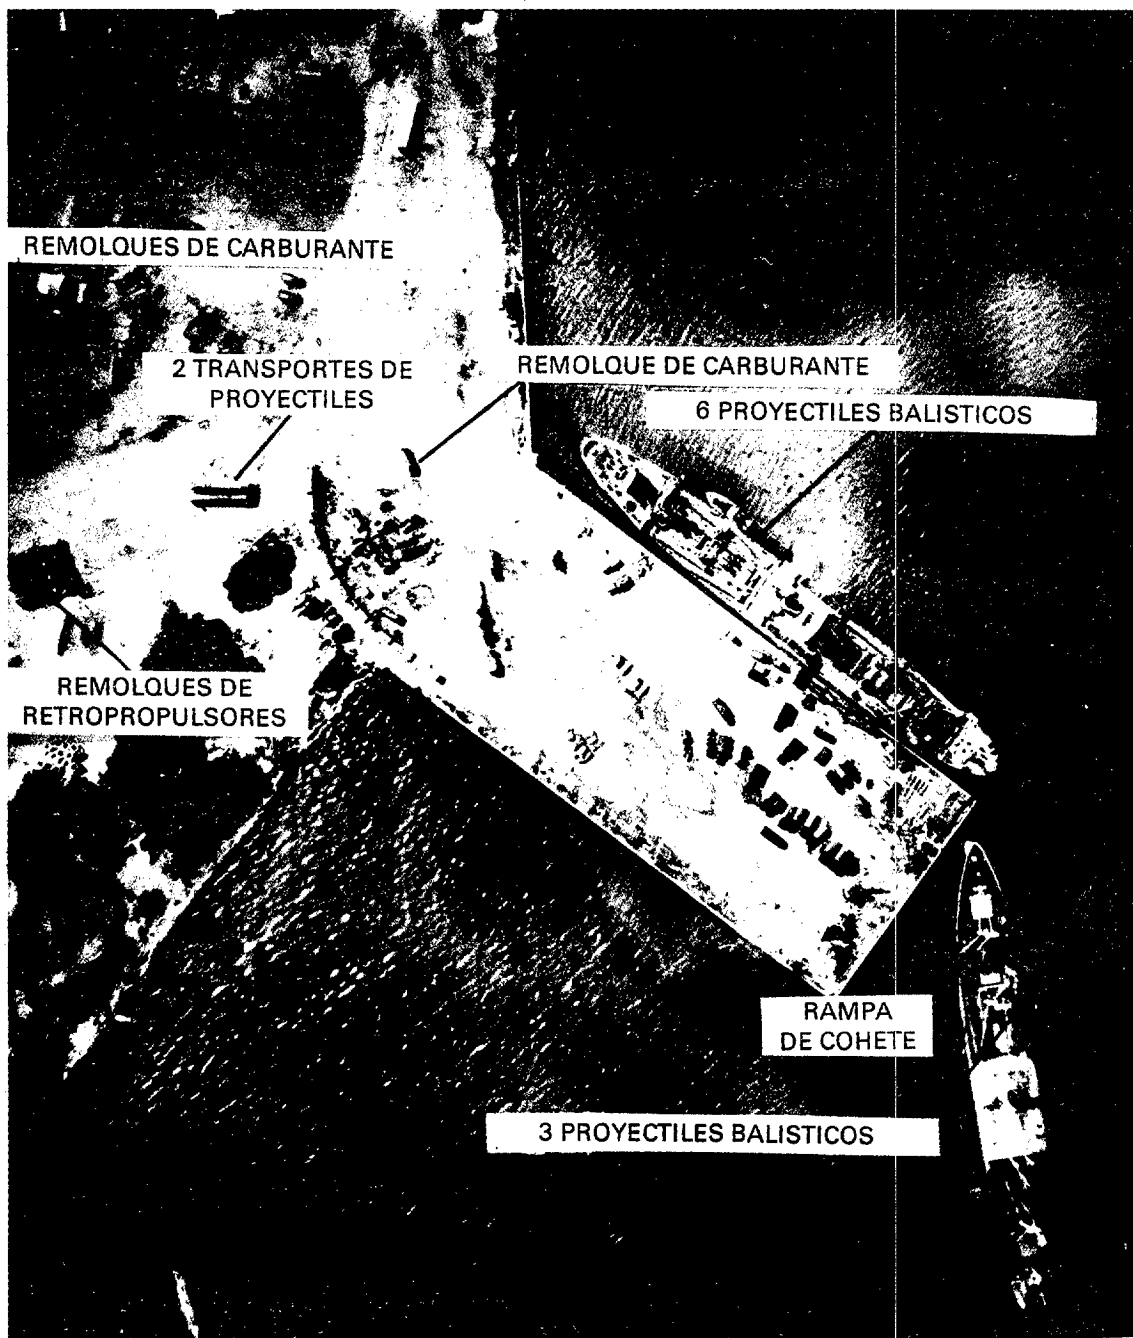 REMOLQUES DE CARBURANTE
2 TRANSPORTES DE
PROYECTILES
REMOLQUE DE CARBURANTE
6 PROYECTILES BALISTICOS
REMOLQUES DE
RETROPROPULSORES
RAMPA
DE COHETE
3 PROYECTILES BALISTICOS